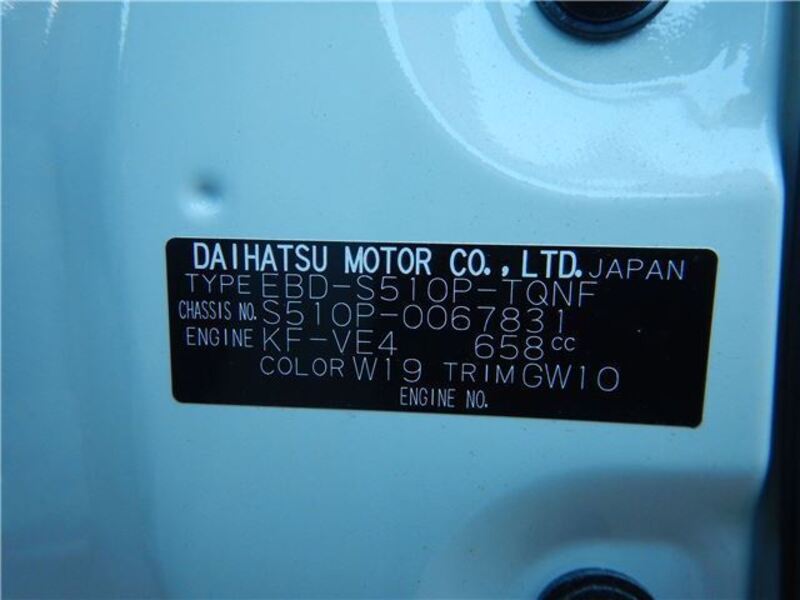 DAIHATSU MOTOR CO., LTD. JAPAN
TYPE EBD-S510P-TQNF
CHASSIS NO. S510P-0067831
ENGINE KF-VE4 658cc
COLOR W19 TRIM GW10
ENGINE NO.